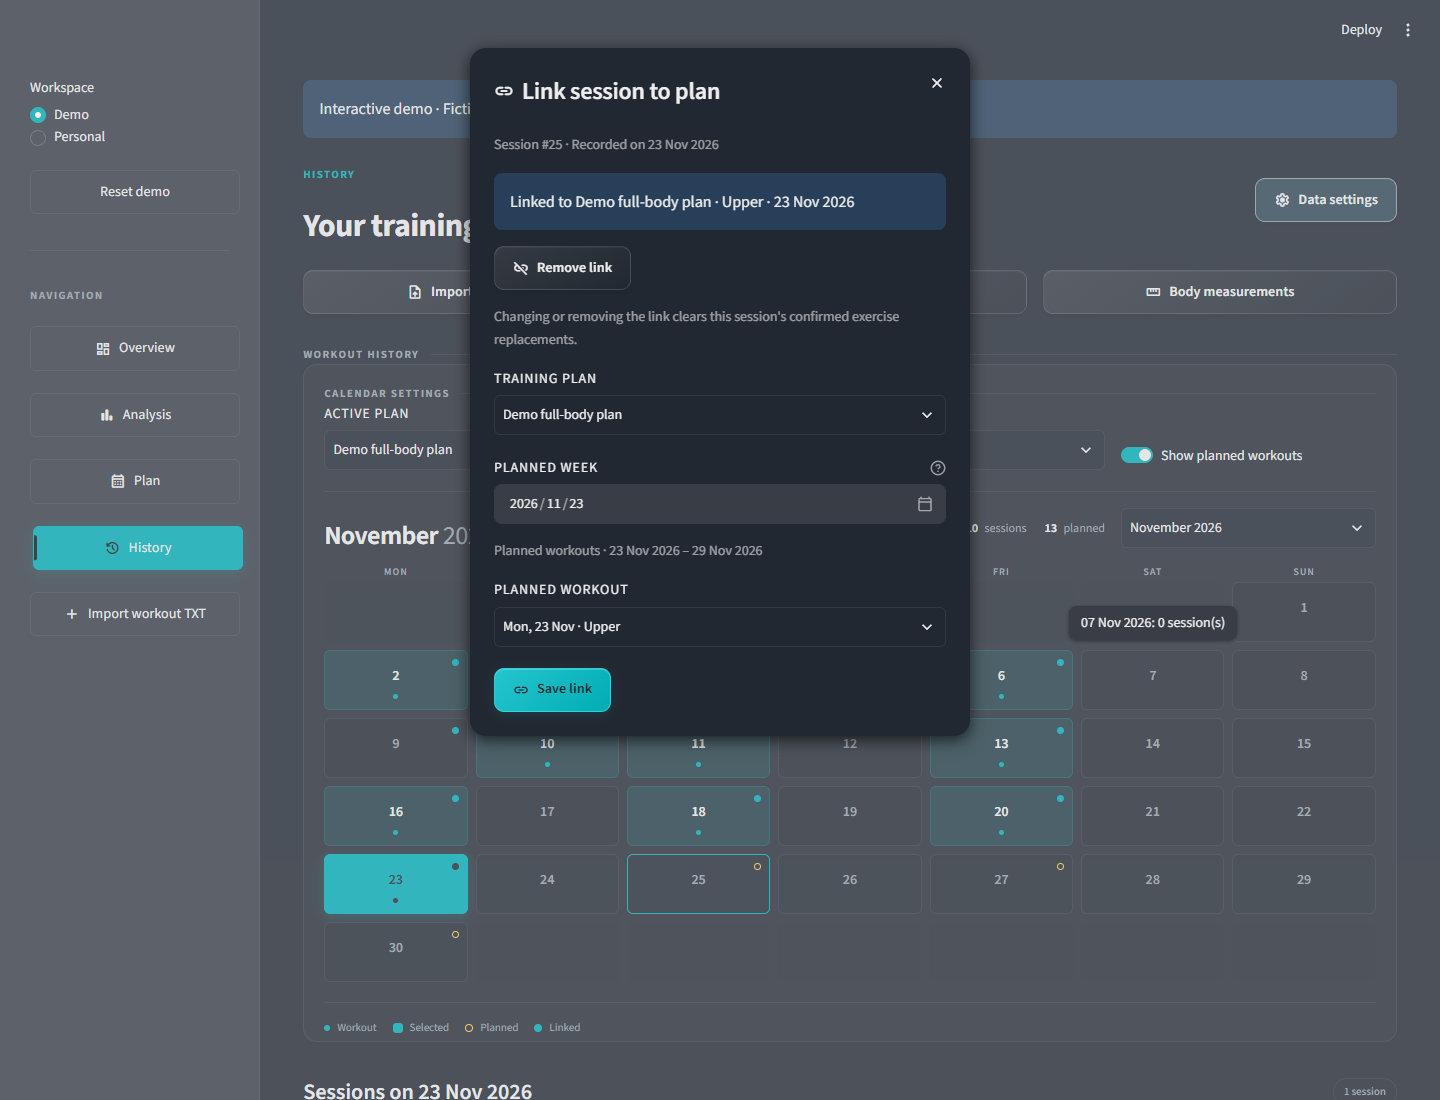 Deploy
Workspace
Demo
Personal
Reset demo
NAVIGATION
Overview
Analysis
Plan
History
Import workout TXT
Interactive demo · Ficti
HISTORY
Your training
Data settings
Import
Body measurements
WORKOUT HISTORY
CALENDAR SETTINGS
ACTIVE PLAN
Demo full-body plan
Show planned workouts
November 202
0 sessions 13 planned
November 2026
MON FRI SAT SUN
1
07 Nov 2026: 0 session(s)
2 6 7 8
9 10 11 12 13 14 15
16 17 18 19 20 21 22
23 24 25 26 27 28 29
30
Workout Selected Planned Linked
Sessions on 23 Nov 2026
1 session
Link session to plan
Session #25 · Recorded on 23 Nov 2026
Linked to Demo full-body plan · Upper · 23 Nov 2026
Remove link
Changing or removing the link clears this session's confirmed exercise
replacements.
TRAINING PLAN
Demo full-body plan
PLANNED WEEK
2026/11/23
Planned workouts · 23 Nov 2026 – 29 Nov 2026
PLANNED WORKOUT
Mon, 23 Nov · Upper
Save link